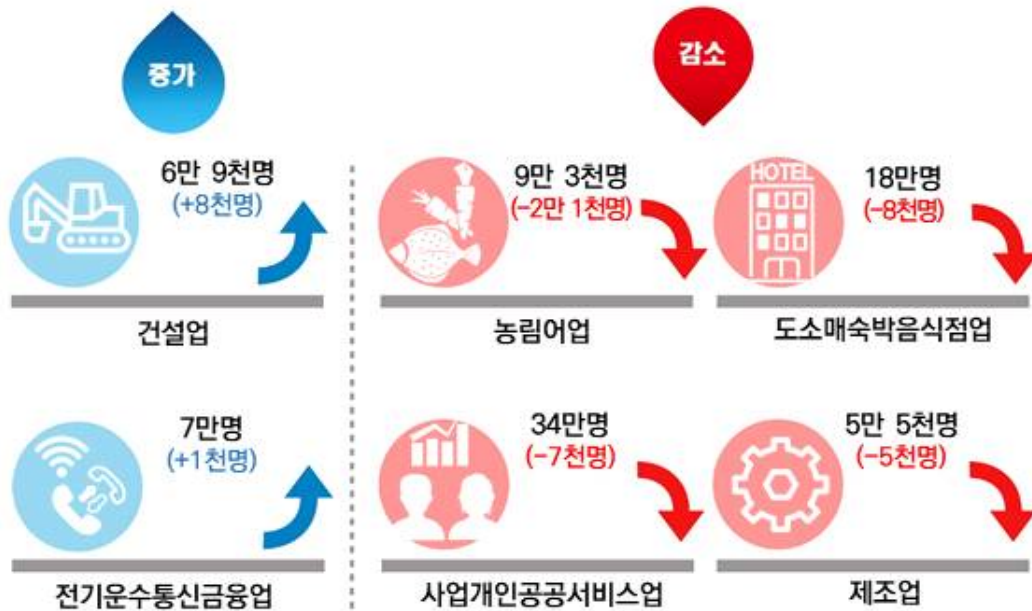 증가
감소
6만 9천명
(+8천명)
건설업
9만 3천명
(-2만 1천명)
농림어업
HOTEL
18만명
(-8천명)
도소매숙박음식점업
7만명
(+1천명)
전기운수통신금융업
34만명
(-7천명)
사업개인공공서비스업
5만 5천명
(-5천명)
제조업